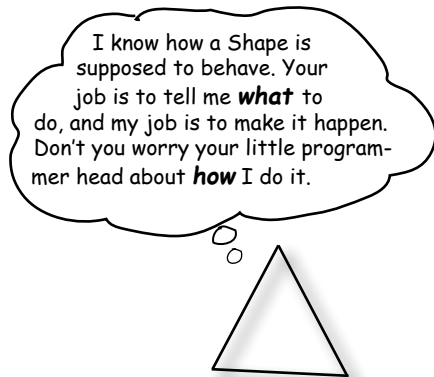 I know how a Shape is
supposed to behave. Your
job is to tell me what to
do, and my job is to make it happen.
Don't you worry your little program-
mer head about how I do it.